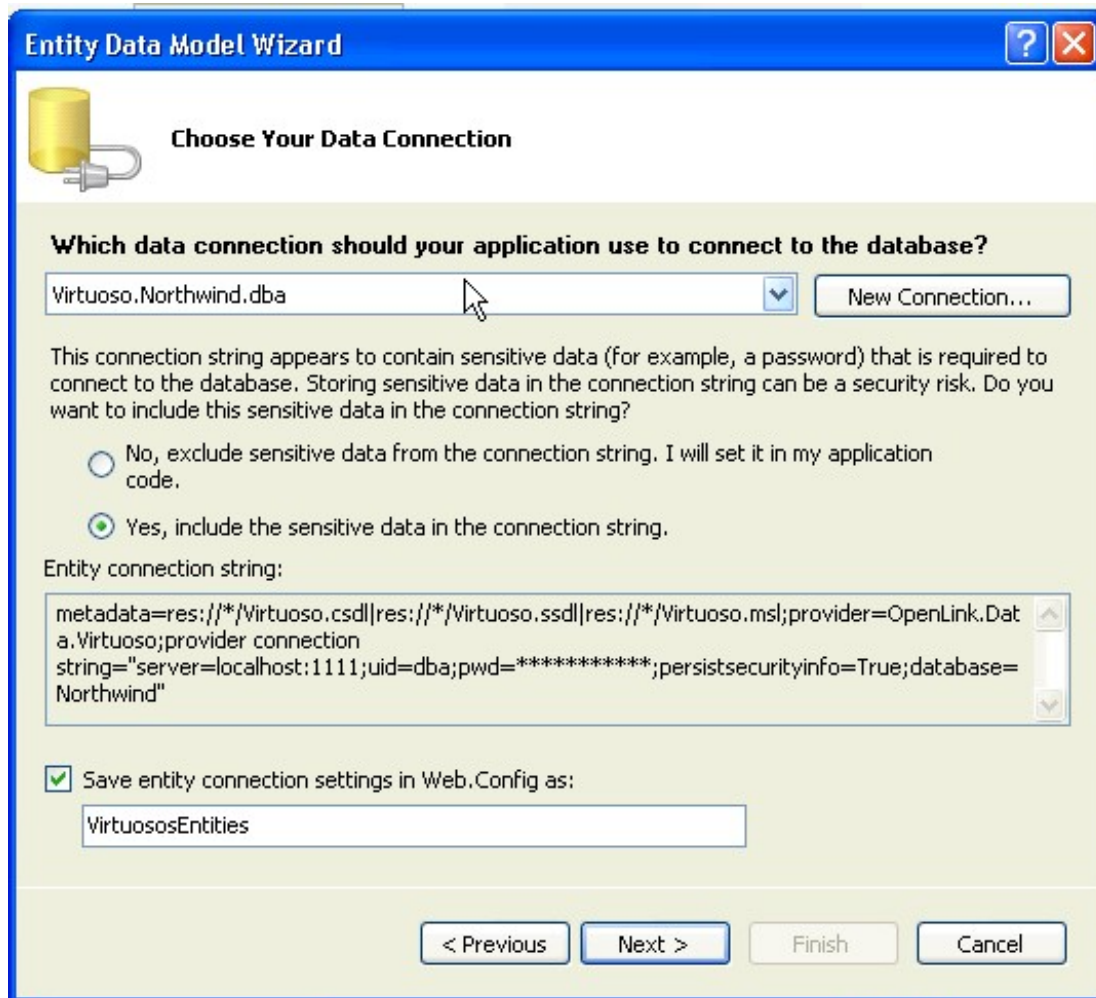 Entity Data Model Wizard
Choose Your Data Connection
Which data connection should your application use to connect to the database?
Virtuoso.Northwind.dba
New Connection...
This connection string appears to contain sensitive data (for example, a password) that is required to
connect to the database. Storing sensitive data in the connection string can be a security risk. Do you
want to include this sensitive data in the connection string?
No, exclude sensitive data from the connection string. I will set it in my application
code.
Yes, include the sensitive data in the connection string.
Entity connection string:
metadata=res://*/Virtuoso.csdl|res://*/Virtuoso.ssdl|res://*/Virtuoso.msl;provider=OpenLink.Dat
a.Virtuoso;provider connection
string="server=localhost:1111;uid=dba;pwd=***********;persistsecurityinfo=True;database=
Northwind"
Save entity connection settings in Web.Config as:
VirtuososEntities
< Previous
Next >
Finish
Cancel